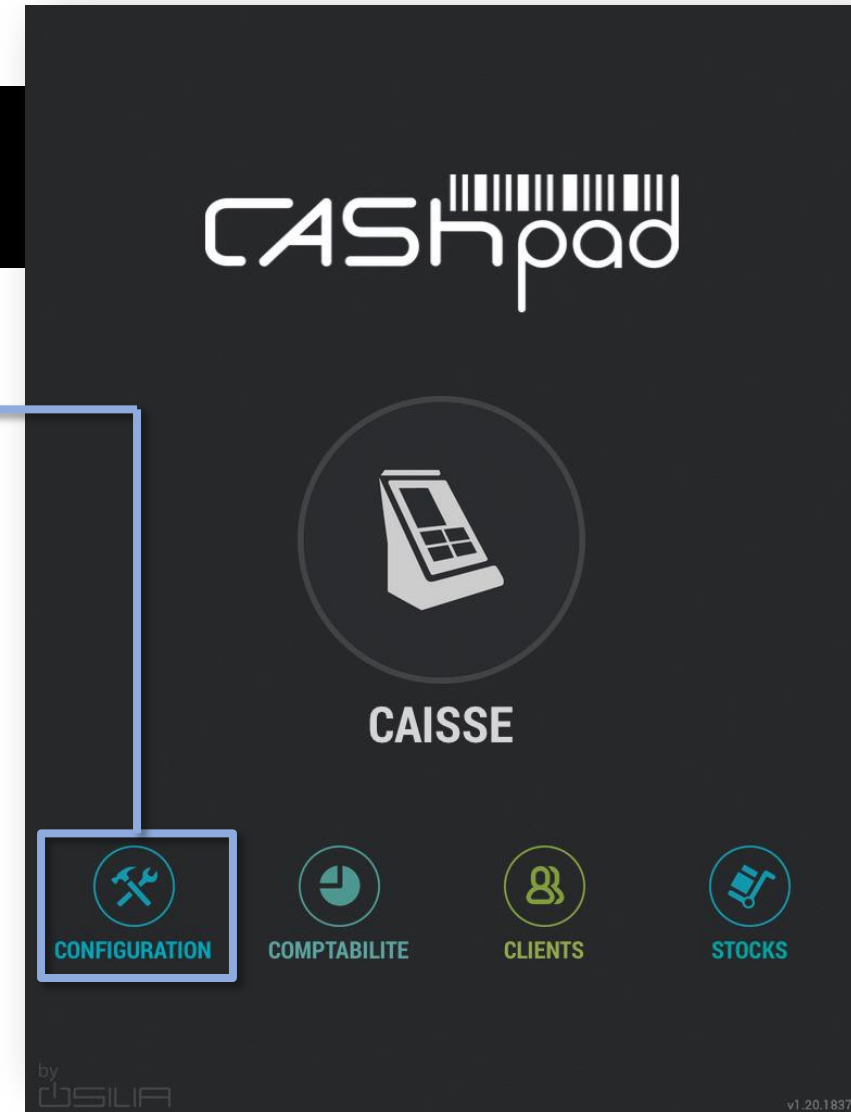 CASHpad
CAISSE
CONFIGURATION
COMPTABILITE
CLIENTS
STOCKS
by
OSILIA
v1.20.1837